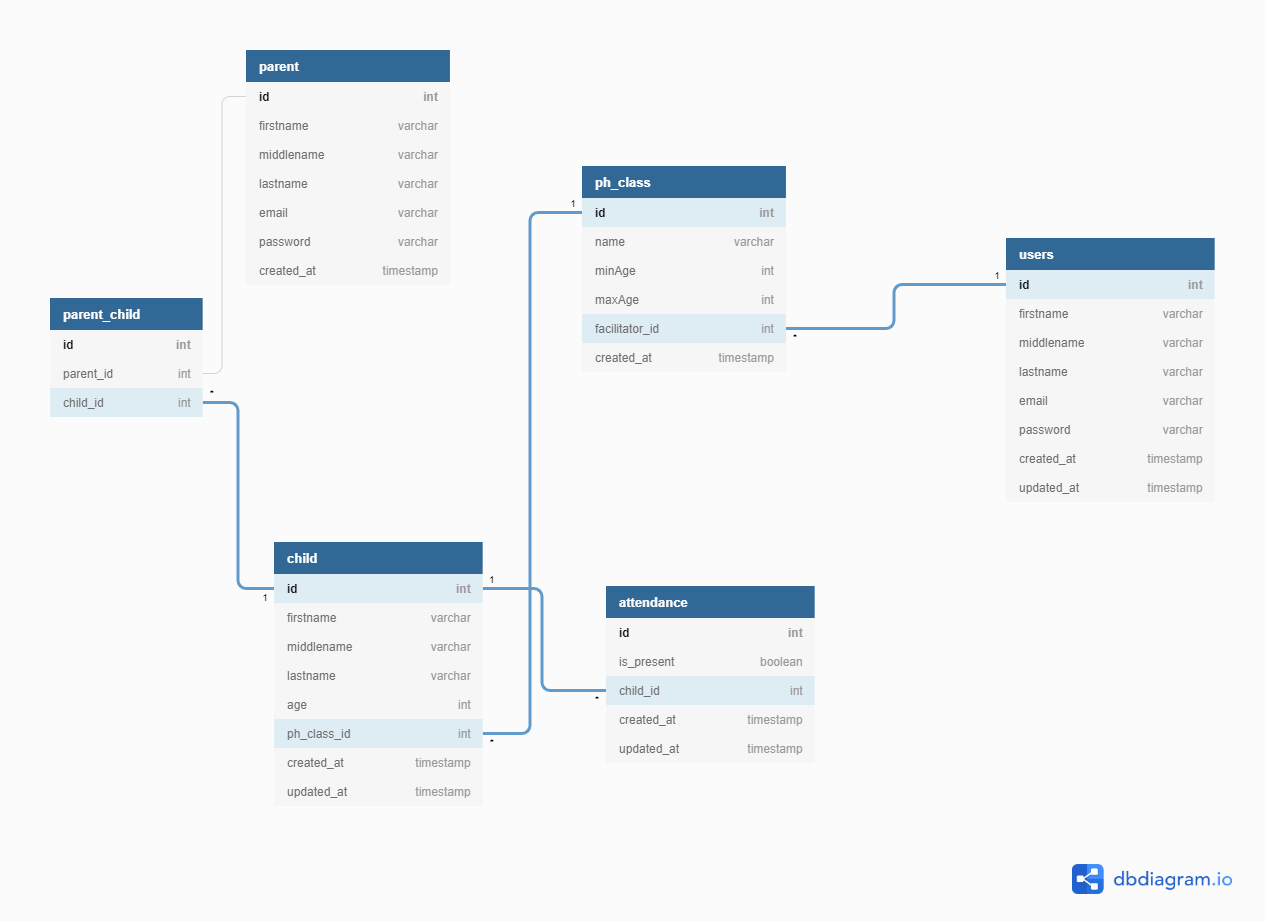 parent
id int
firstname varchar
middlename varchar
lastname varchar
email varchar
password varchar
created_at timestamp
parent_child
id int
parent_id int
child_id int
*
1
ph_class
1
id int
name varchar
minAge int
maxAge int
facilitator_id int
*
created_at timestamp
users
1
id int
firstname varchar
middlename varchar
lastname varchar
email varchar
password varchar
created_at timestamp
updated_at timestamp
child
id int
1
firstname varchar
middlename varchar
lastname varchar
age int
ph_class_id int
*
created_at timestamp
updated_at timestamp
attendance
id int
is_present boolean
child_id int
*
created_at timestamp
updated_at timestamp
dbdiagram.io